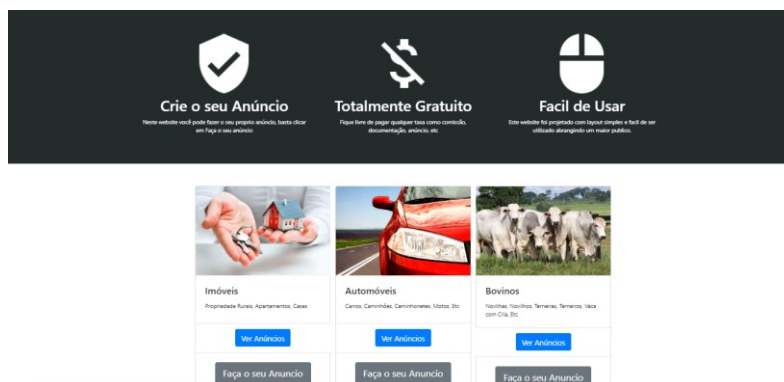 Crie o seu Anúncio
Neste website você pode fazer o seu proprio anúncio, basta clicar
em Faça o seu anúncio
Totalmente Gratuito
Fique livre de pagar qualquer taxa como comissão,
documentação, anúncio, etc
Facil de Usar
Este website foi projetado com layout simples e facil de ser
utilizado abrangindo um maior publico.
Imóveis
Propriedade Rurais, Apartamentos, Casas
Ver Anúncios
Faça o seu Anuncio
Automóveis
Carros, Caminhões, Caminhonetes, Motos, Etc
Ver Anúncios
Faça o seu Anuncio
Bovinos
Novilhas, Novilhos, Terneiras, Terneiros, Vaca
com Cria, Etc
Ver Anúncios
Faça o seu Anuncio